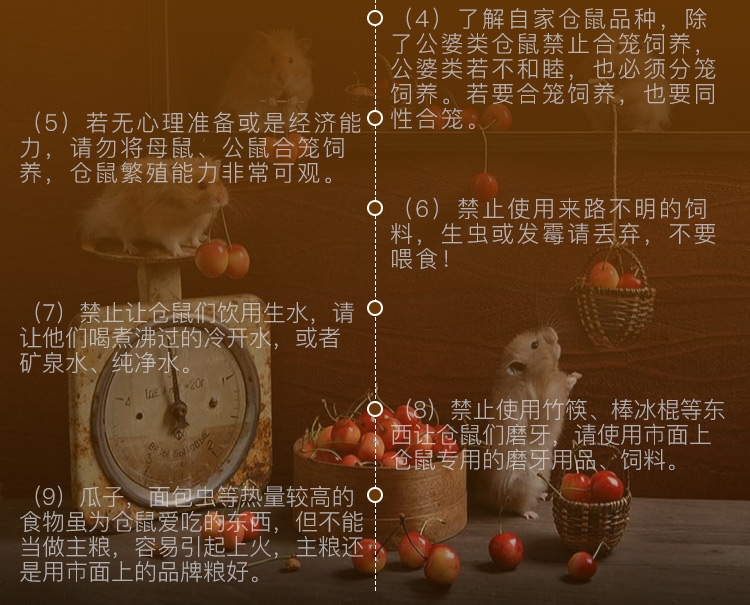 （4）了解自家仓鼠品种，除
了公婆类仓鼠禁止合笼饲养，
公婆类若不和睦，也必须分笼
饲养。若要合笼饲养，也要同
性合笼。
（5）若无心理准备或是经济能
力，请勿将母鼠、公鼠合笼饲
养，仓鼠繁殖能力非常可观。
（6）禁止使用来路不明的饲
料，生虫或发霉请丢弃，不要
喂食！
（7）禁止让仓鼠们饮用生水，请
让他们喝煮沸过的冷开水，或者
矿泉水、纯净水。
（8）禁止使用竹筷、棒冰棍等东
西让仓鼠们磨牙，请使用市面上
仓鼠专用的磨牙用品、饲料。
（9）瓜子，面包虫等热量较高的
食物虽为仓鼠爱吃的东西，但不能
当做主粮，容易引起上火，主粮还
是用市面上的品牌粮好。